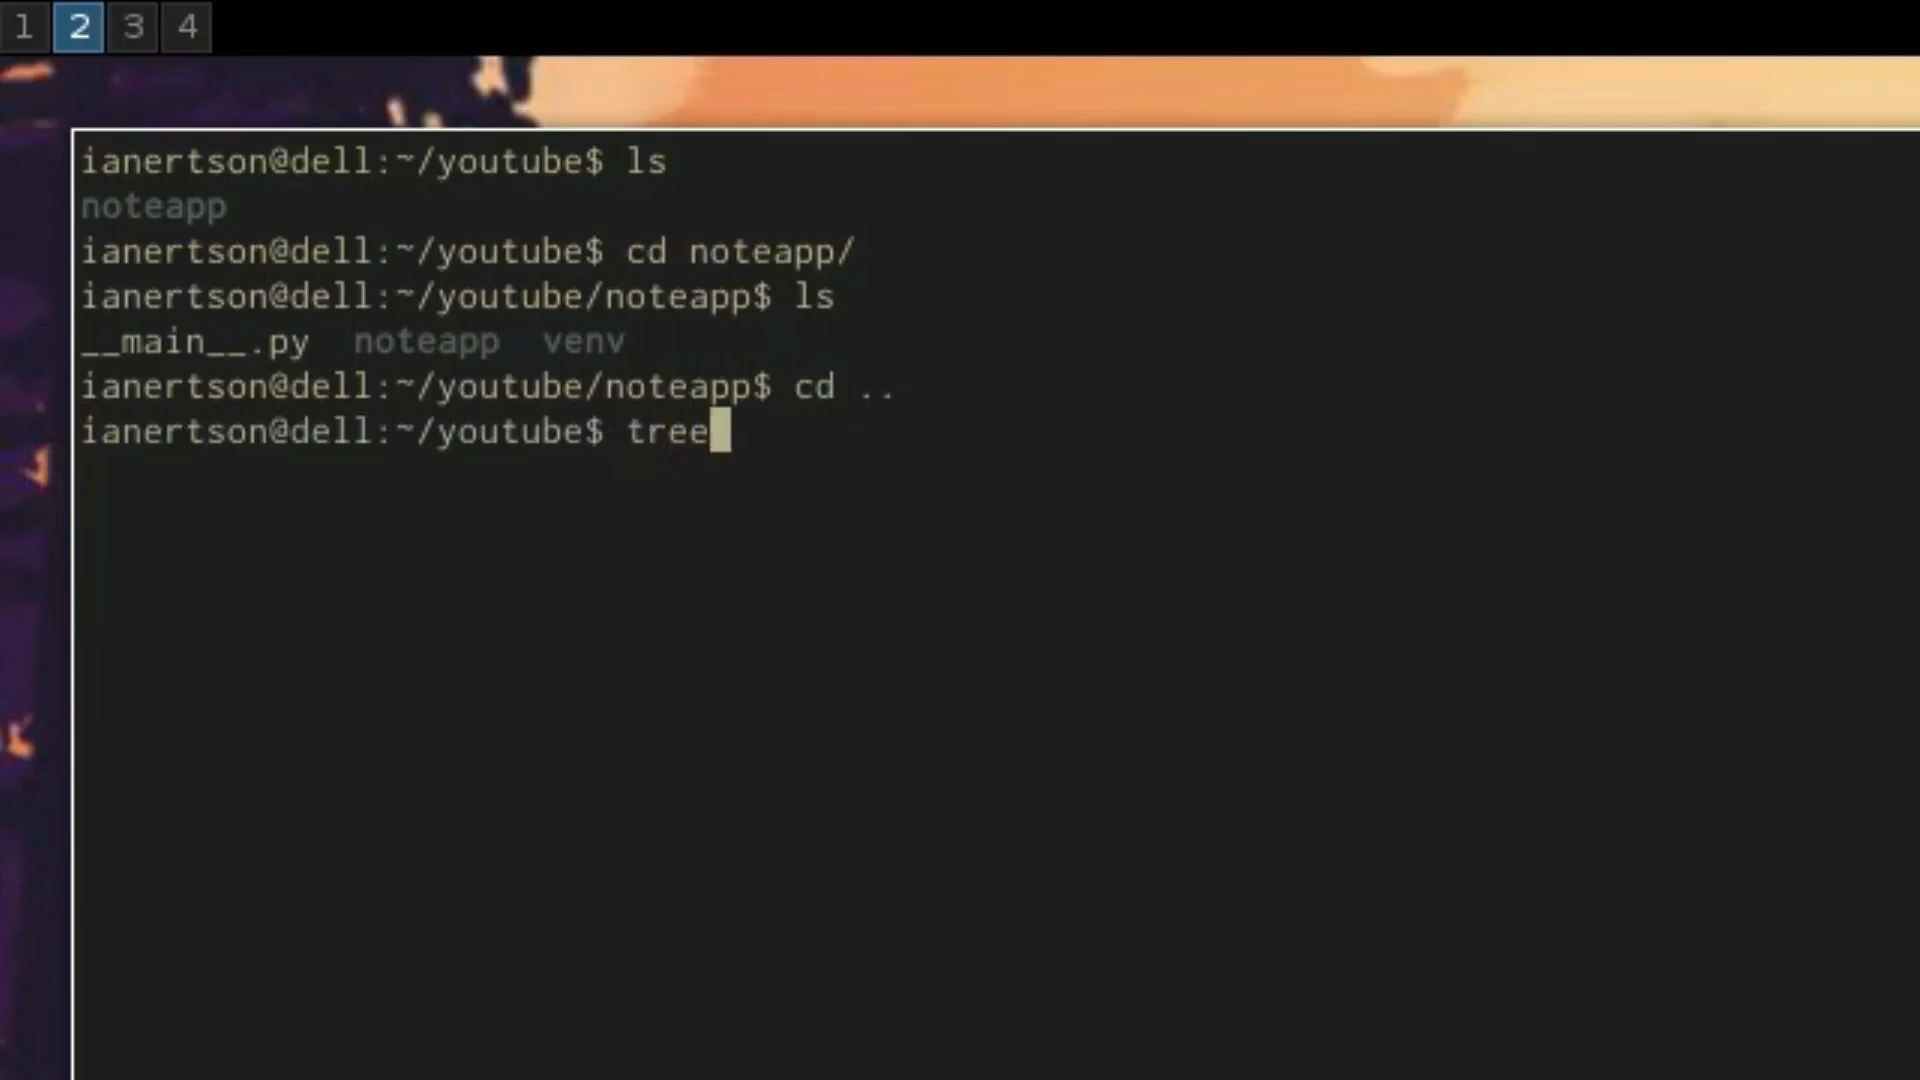 1 2 3 4
ianertson@dell:~/youtube$ ls
noteapp
ianertson@dell:~/youtube$ cd noteapp/
ianertson@dell:~/youtube/noteapp$ ls
__main__.py  noteapp  venv
ianertson@dell:~/youtube/noteapp$ cd ..
ianertson@dell:~/youtube$ tree